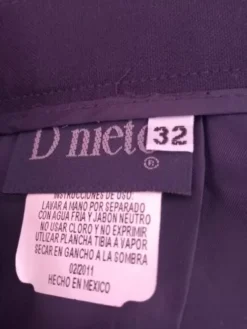 D nieto
32
®
INSTRUCCIONES DE USO:
LAVAR A MANO POR SEPARADO
CON AGUA FRIA Y JABON NEUTRO
NO USAR CLORO Y NO EXPRIMIR
UTILIZAR PLANCHA TIBIA A VAPOR
SECAR EN GANCHO A LA SOMBRA
02/2011
HECHO EN MEXICO